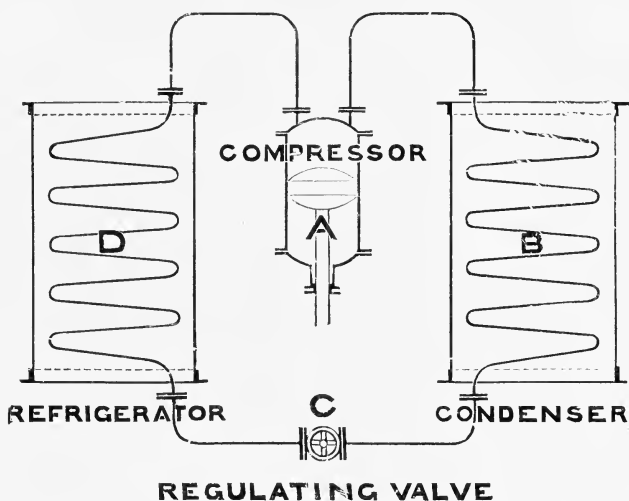 COMPRESSOR
A
D
B
REFRIGERATOR
C
CONDENSER
REGULATING VALVE